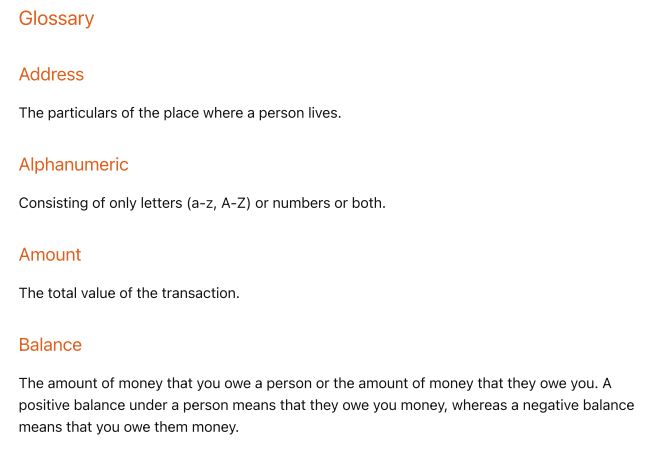 Glossary
Address
The particulars of the place where a person lives.
Alphanumeric
Consisting of only letters (a-z, A-Z) or numbers or both.
Amount
The total value of the transaction.
Balance
The amount of money that you owe a person or the amount of money that they owe you. A
positive balance under a person means that they owe you money, whereas a negative balance
means that you owe them money.